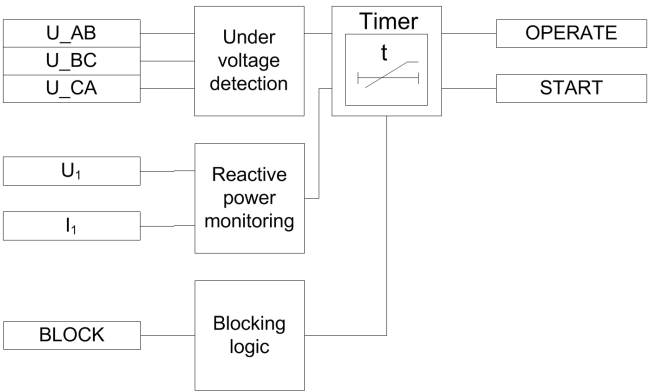 U_AB
U_BC
U_CA
Under
voltage
detection
Timer
t
OPERATE
START
U₁
I₁
Reactive
power
monitoring
BLOCK
Blocking
logic